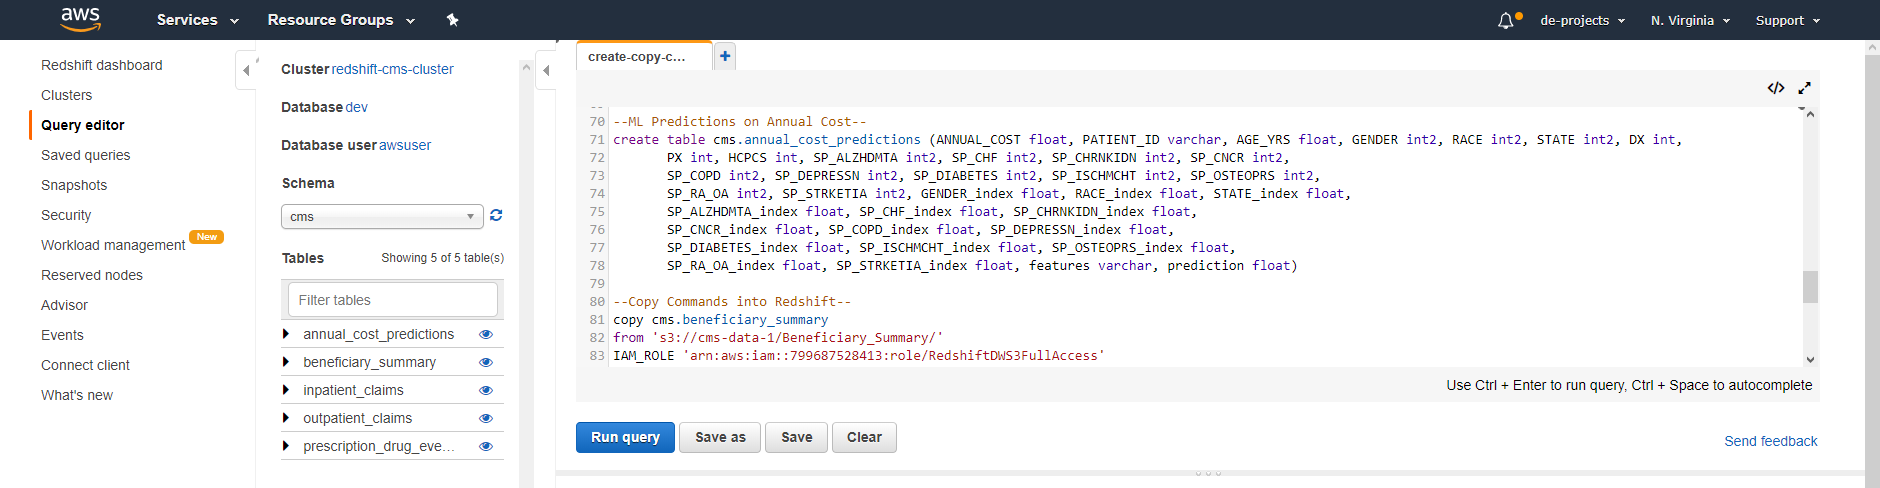 aws
Services
Resource Groups
de-projects
N. Virginia
Support
Redshift dashboard
Clusters
Query editor
Saved queries
Snapshots
Security
Workload management New
Reserved nodes
Advisor
Events
Connect client
What's new
Cluster redshift-cms-cluster
Database dev
Database user awsuser
Schema
cms
Tables Showing 5 of 5 table(s)
Filter tables
annual_cost_predictions
beneficiary_summary
inpatient_claims
outpatient_claims
prescription_drug_eve...
create-copy-c... +
70 --ML Predictions on Annual Cost--
71 create table cms.annual_cost_predictions (ANNUAL_COST float, PATIENT_ID varchar, AGE_YRS float, GENDER int2, RACE int2, STATE int2, DX int,
72 PX int, HCPCS int, SP_ALZHDMTA int2, SP_CHF int2, SP_CHRNKIDN int2, SP_CNCR int2,
73 SP_COPD int2, SP_DEPRESSN int2, SP_DIABETES int2, SP_ISCHMCHT int2, SP_OSTEOPRS int2,
74 SP_RA_OA int2, SP_STRKETIA int2, GENDER_index float, RACE_index float, STATE_index float,
75 SP_ALZHDMTA_index float, SP_CHF_index float, SP_CHRNKIDN_index float,
76 SP_CNCR_index float, SP_COPD_index float, SP_DEPRESSN_index float,
77 SP_DIABETES_index float, SP_ISCHMCHT_index float, SP_OSTEOPRS_index float,
78 SP_RA_OA_index float, SP_STRKETIA_index float, features varchar, prediction float)
79
80 --Copy Commands into Redshift--
81 copy cms.beneficiary_summary
82 from 's3://cms-data-1/Beneficiary_Summary/'
83 IAM_ROLE 'arn:aws:iam::799687528413:role/RedshiftDWS3FullAccess'
Use Ctrl + Enter to run query, Ctrl + Space to autocomplete
Run query
Save as
Save
Clear
Send feedback